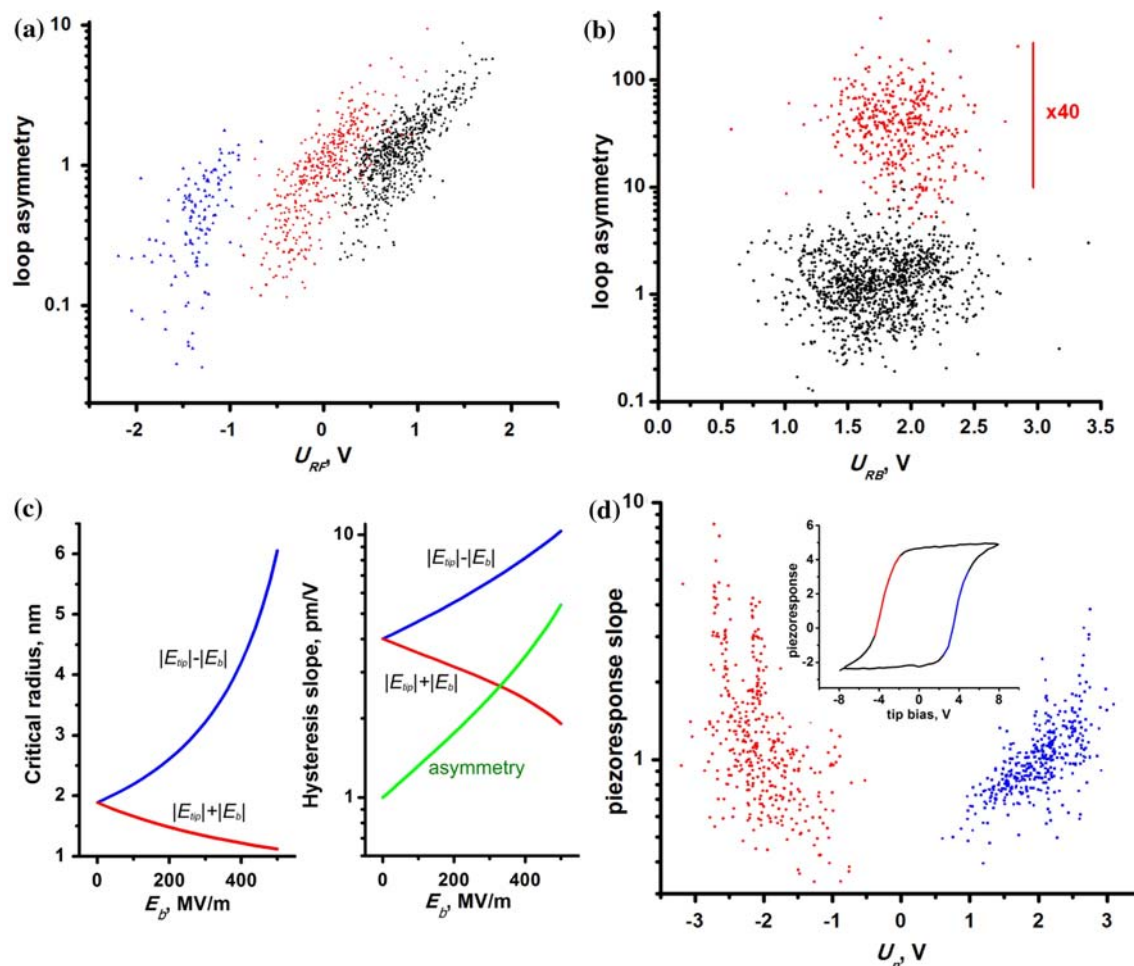 (a)
10
1
0.1
loop asymmetry
-2
-1
0
1
2
U_RF, V
(b)
100
10
1
0.1
loop asymmetry
x40
0.0
0.5
1.0
1.5
2.0
2.5
3.0
3.5
U_RB, V
(c)
6
5
4
3
2
1
Critical radius, nm
|E_tip|-|E_b|
|E_tip|+|E_b|
0
200
400
E_b, MV/m
10
1
Hysteresis slope, pm/V
|E_tip|-|E_b|
|E_tip|+|E_b|
asymmetry
0
200
400
E_b, MV/m
(d)
10
1
piezoresponse slope
6
4
2
0
-2
piezoresponse
-8
-4
0
4
8
tip bias, V
-3
-2
-1
0
1
2
3
U_n, V